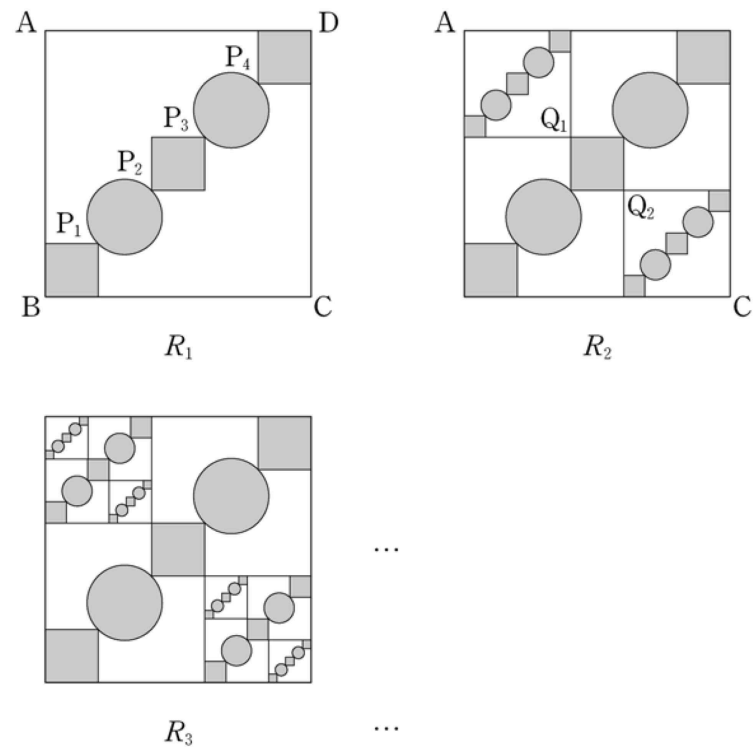 A D
P₄
P₃
P₂
P₁
B C
R₁
A
Q₁
Q₂
C
R₂
…
R₃
…